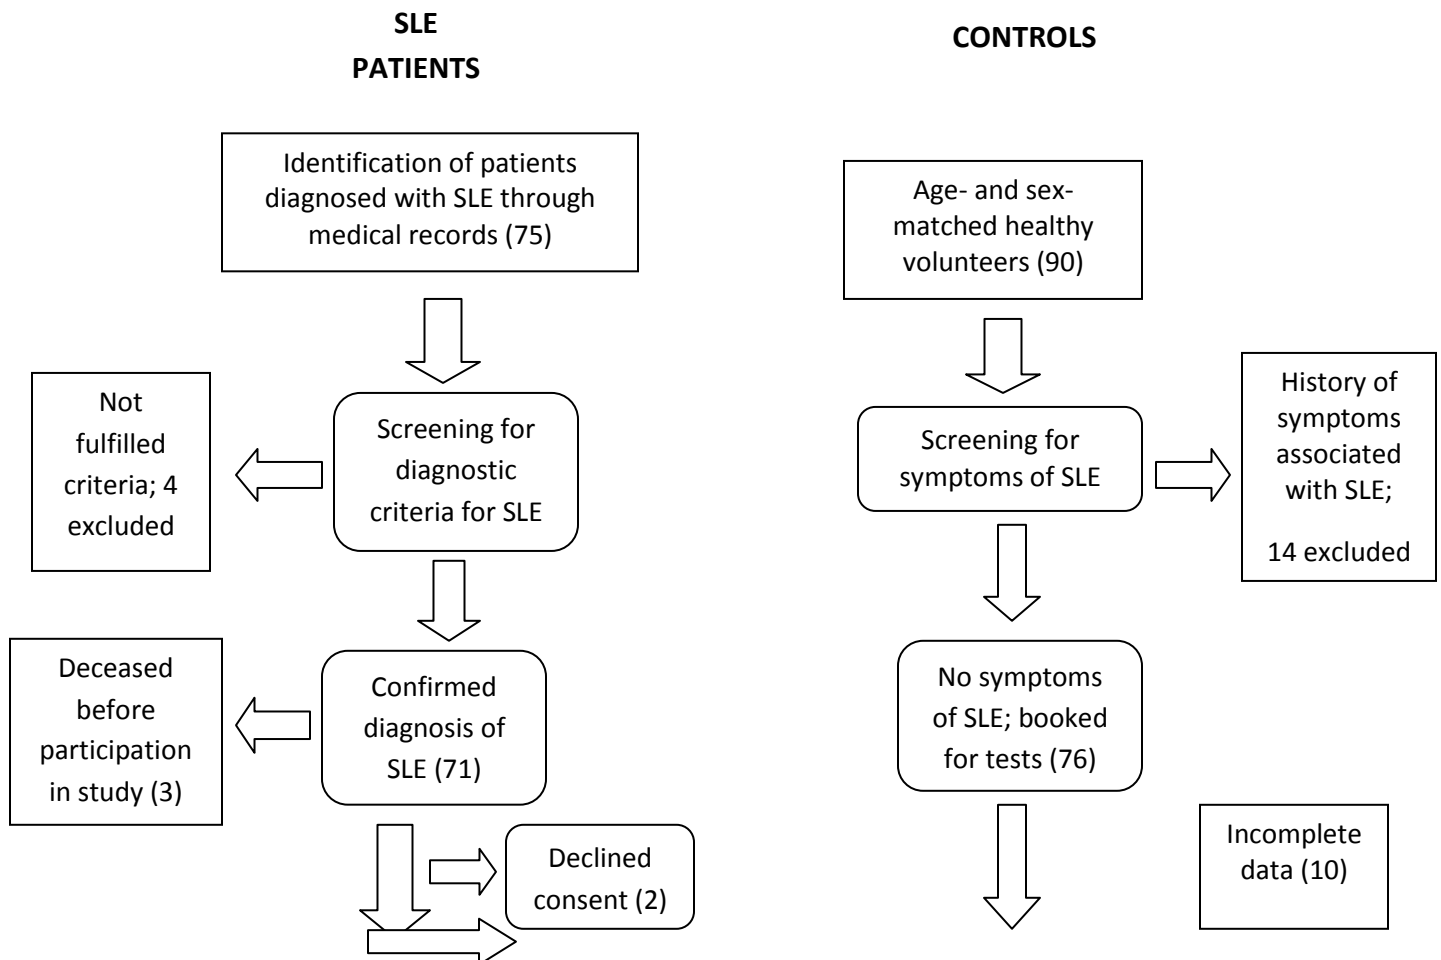 SLE
PATIENTS
CONTROLS
Identification of patients
diagnosed with SLE through
medical records (75)
Age- and sex-
matched healthy
volunteers (90)
Not
fulfilled
criteria; 4
excluded
Screening for
diagnostic
criteria for SLE
Screening for
symptoms of SLE
History of
symptoms
associated
with SLE;
14 excluded
Deceased
before
participation
in study (3)
Confirmed
diagnosis of
SLE (71)
No symptoms
of SLE; booked
for tests (76)
Declined
consent (2)
Incomplete
data (10)